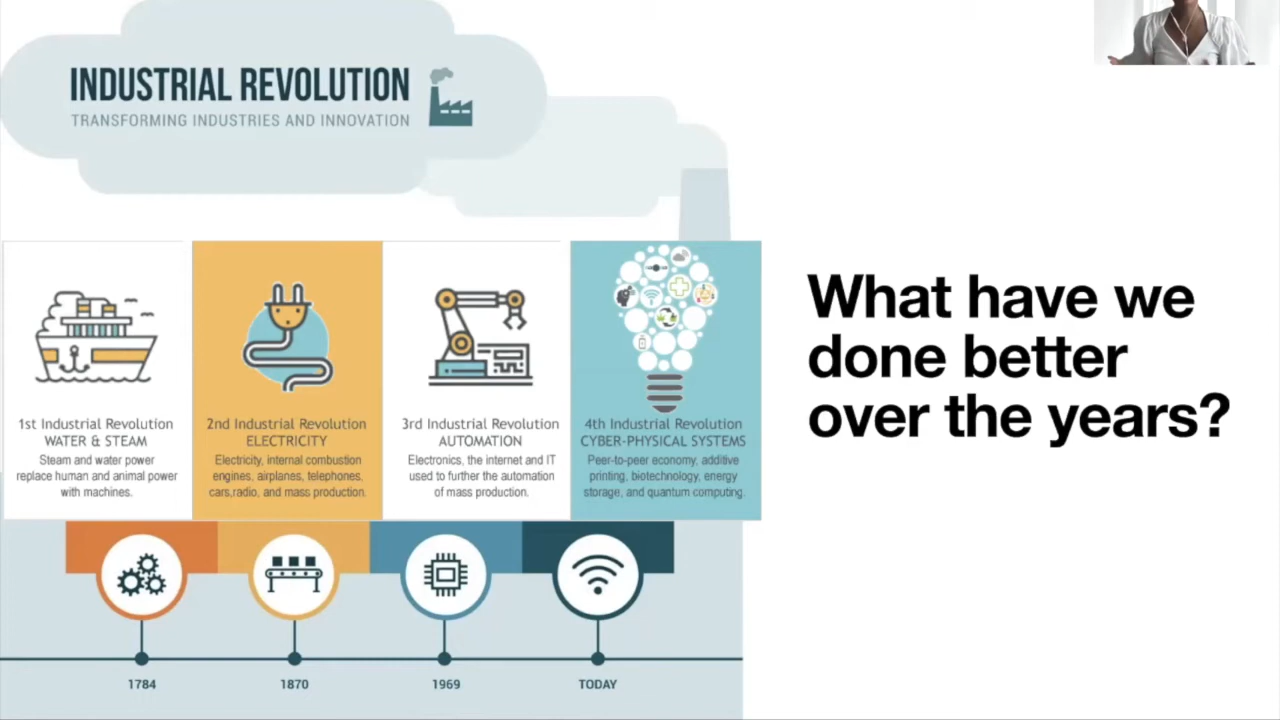 INDUSTRIAL REVOLUTION
TRANSFORMING INDUSTRIES AND INNOVATION
What have we
done better
over the years?
1st Industrial Revolution
WATER & STEAM
Steam and water power
replace human and animal power
with machines.
2nd Industrial Revolution
ELECTRICITY
Electricity, internal combustion
engines, airplanes, telephones,
cars,radio, and mass production.
3rd Industrial Revolution
AUTOMATION
Electronics, the internet and IT
used to further the automation
of mass production.
4th Industrial Revolution
CYBER-PHYSICAL SYSTEMS
Peer-to-peer economy, additive
printing, biotechnology, energy
storage, and quantum computing.
1784
1870
1969
TODAY